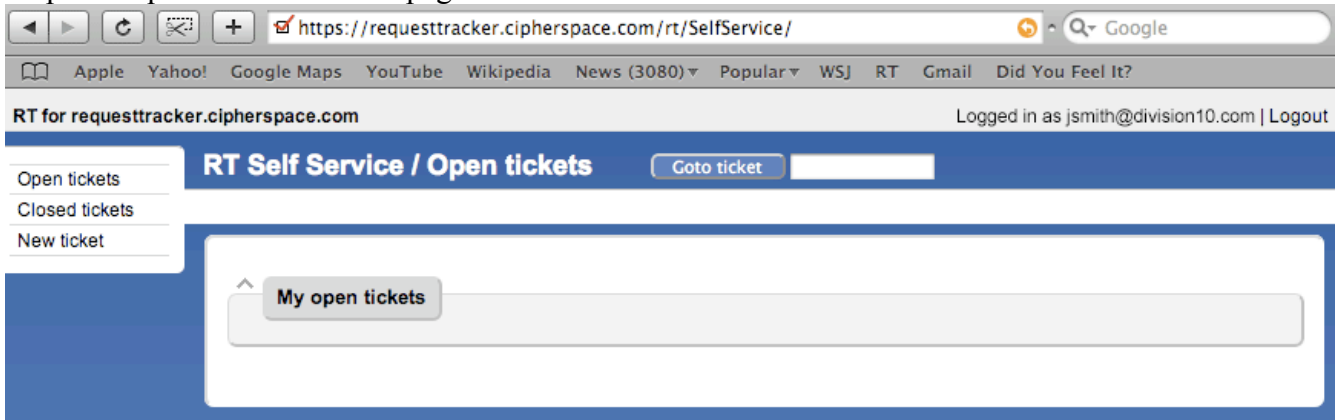 https://requesttracker.cipherspace.com/rt/SelfService/ Google
Apple Yahoo! Google Maps YouTube Wikipedia News (3080) Popular WSJ RT Gmail Did You Feel It?
RT for requesttracker.cipherspace.com Logged in as jsmith@division10.com | Logout
RT Self Service / Open tickets Goto ticket
Open tickets
Closed tickets
New ticket
My open tickets